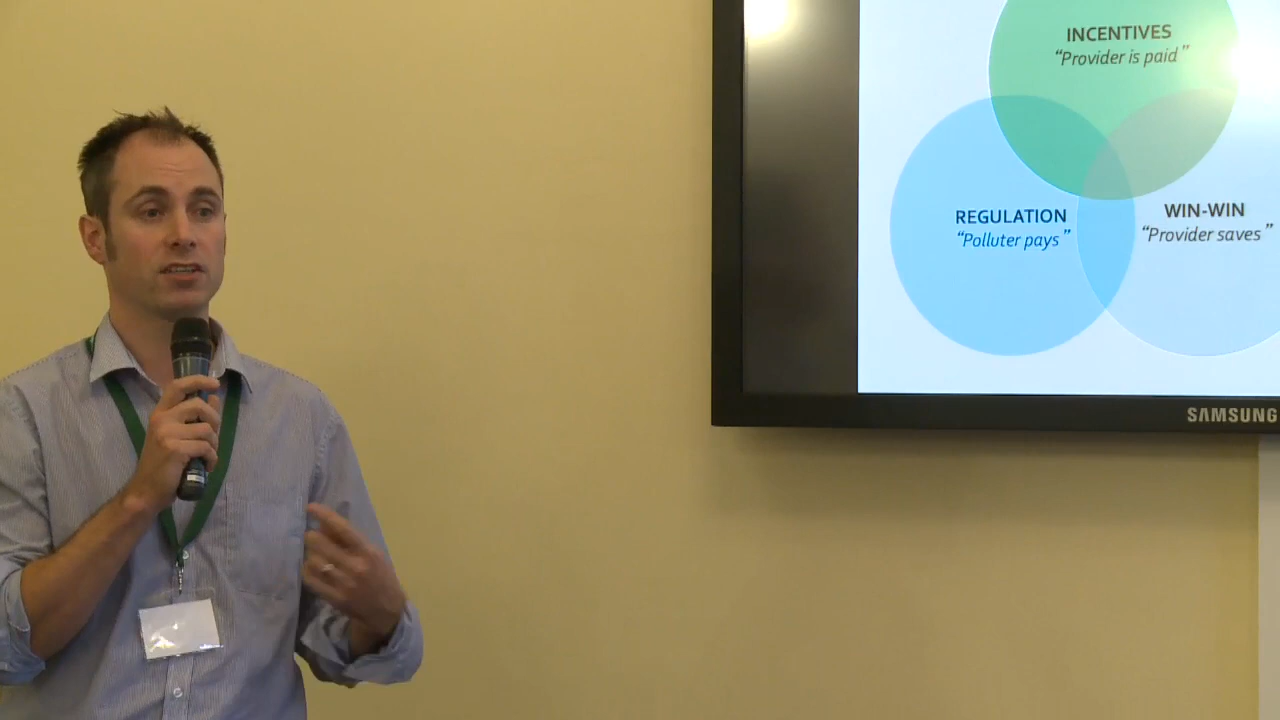 INCENTIVES
“Provider is paid”
REGULATION
“Polluter pays”
WIN-WIN
“Provider saves”
SAMSUNG